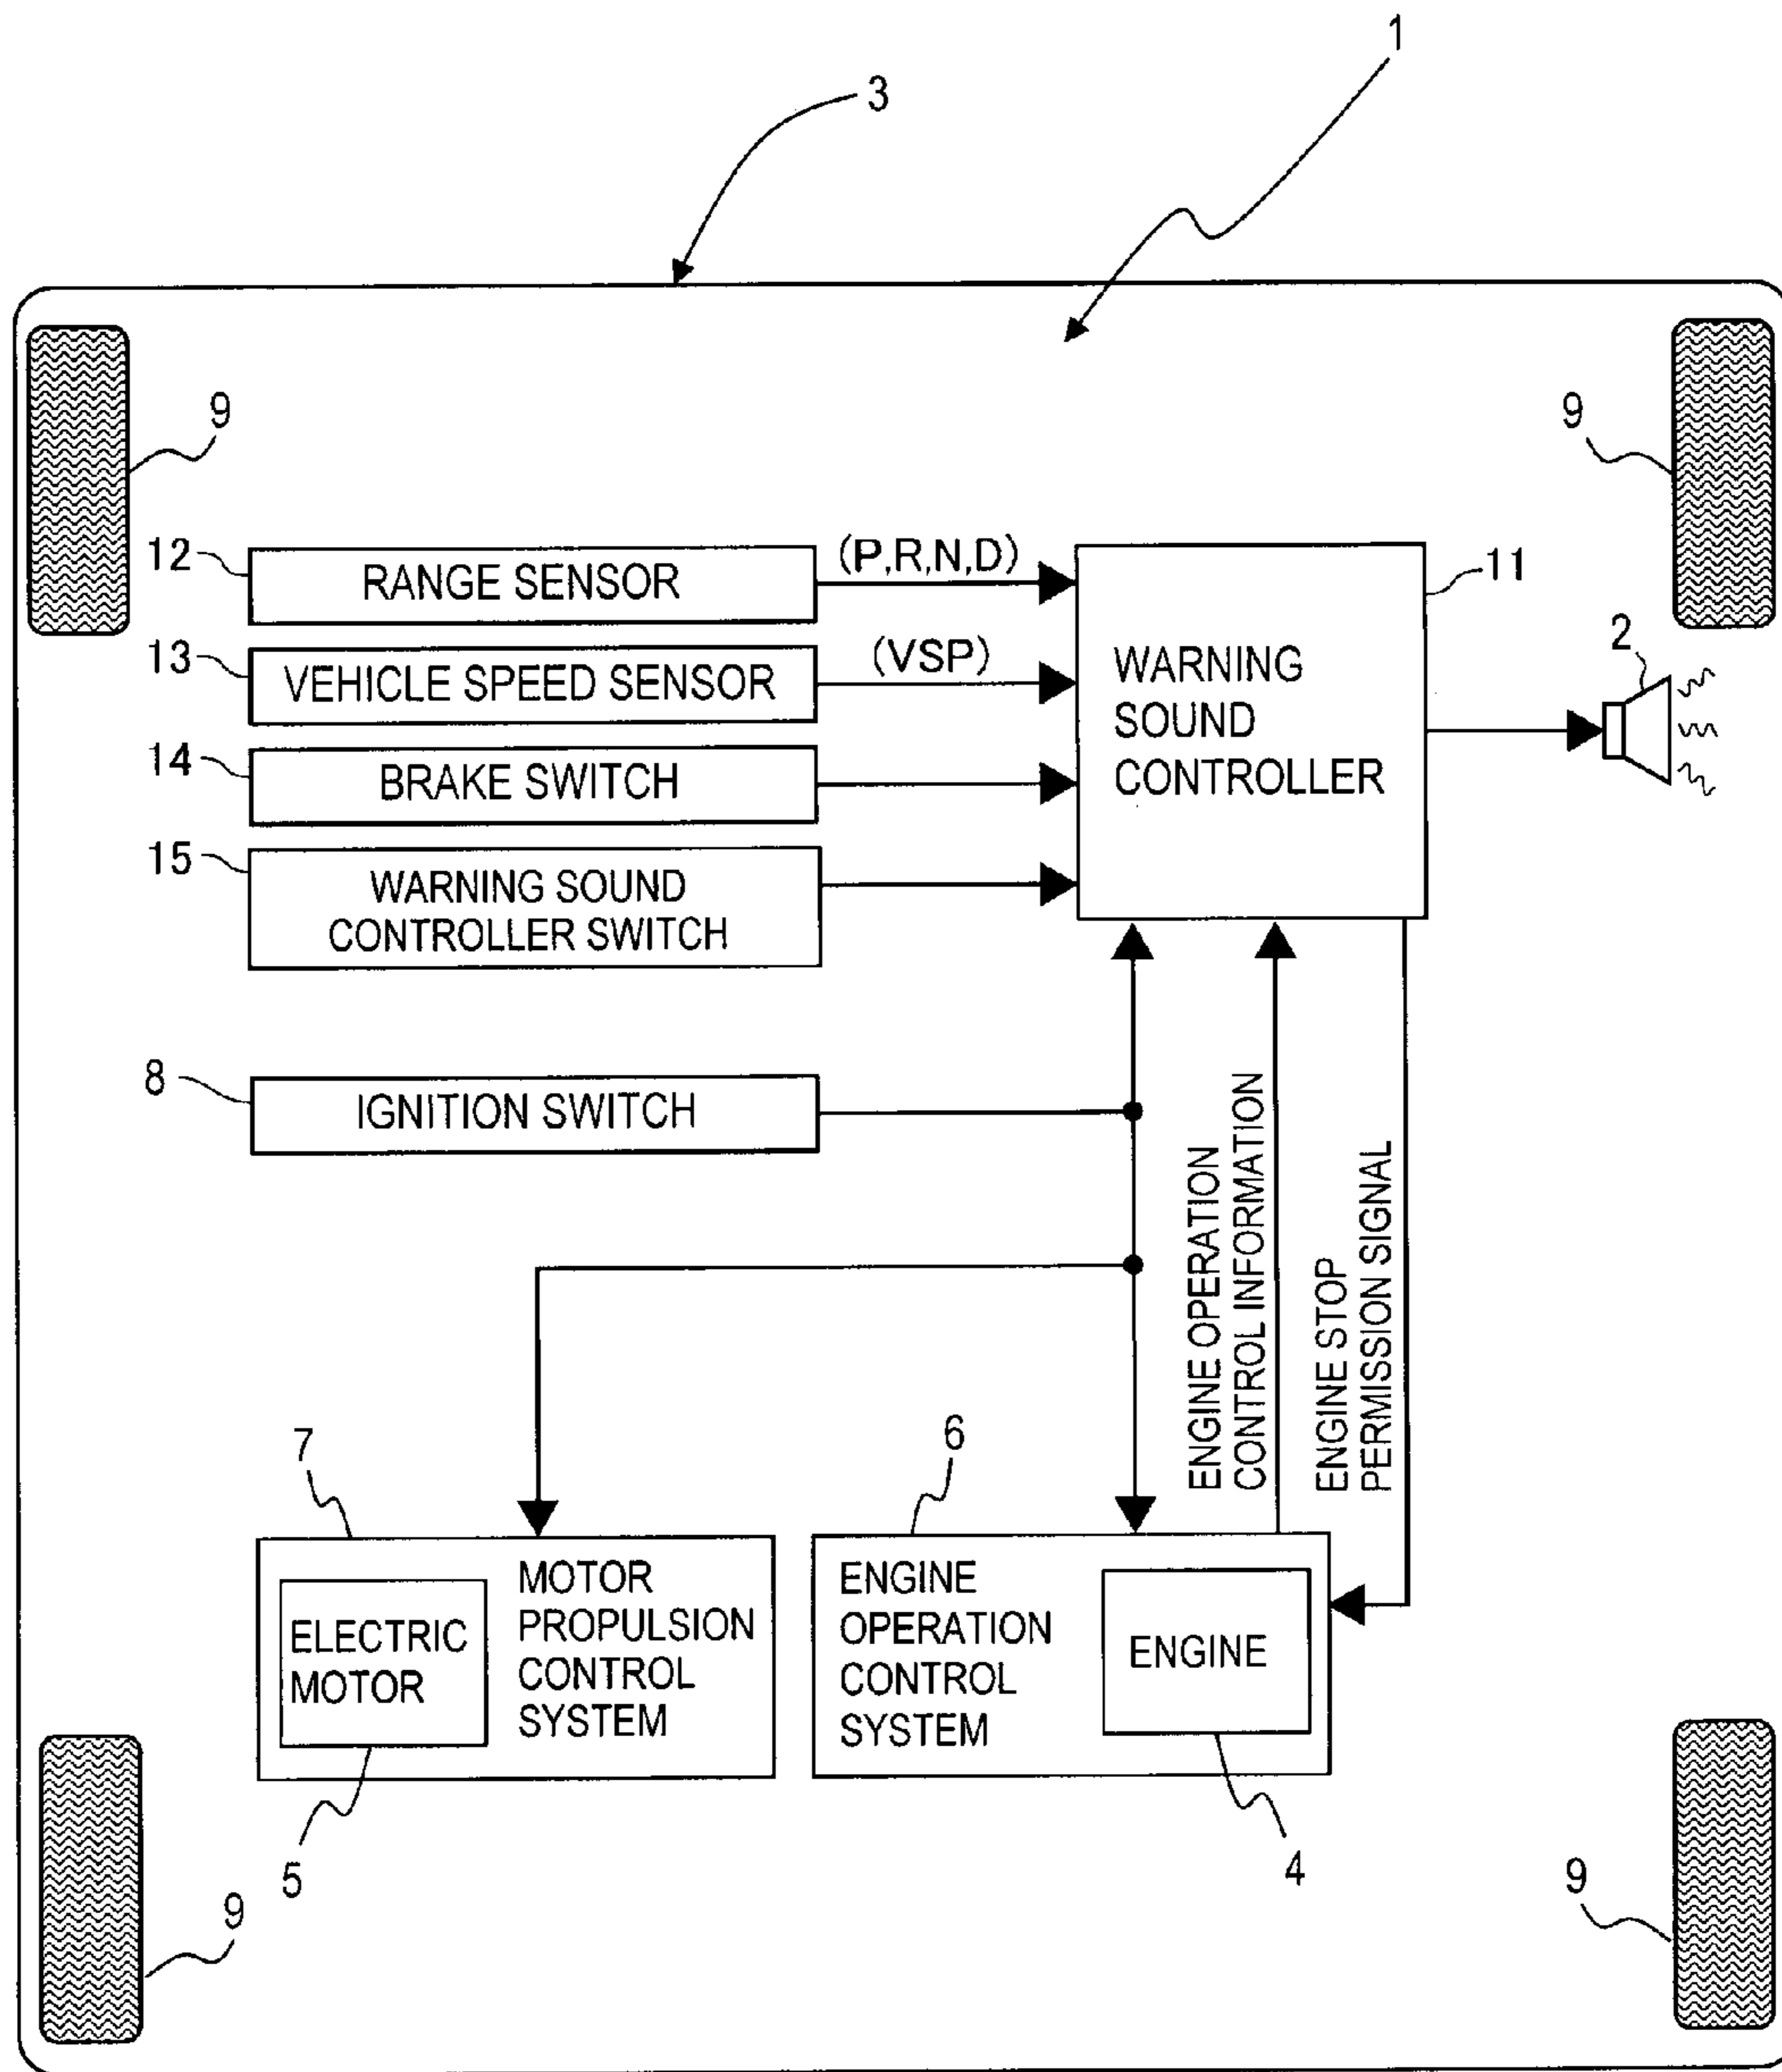 1
3
9
9
12
RANGE SENSOR
(P,R,N,D)
11
13
VEHICLE SPEED SENSOR
(VSP)
WARNING
SOUND
CONTROLLER
2
14
BRAKE SWITCH
15
WARNING SOUND
CONTROLLER SWITCH
8
IGNITION SWITCH
ENGINE OPERATION
CONTROL INFORMATION
ENGINE STOP
PERMISSION SIGNAL
7
6
ELECTRIC
MOTOR
MOTOR
PROPULSION
CONTROL
SYSTEM
ENGINE
OPERATION
CONTROL
SYSTEM
ENGINE
5
4
9
9